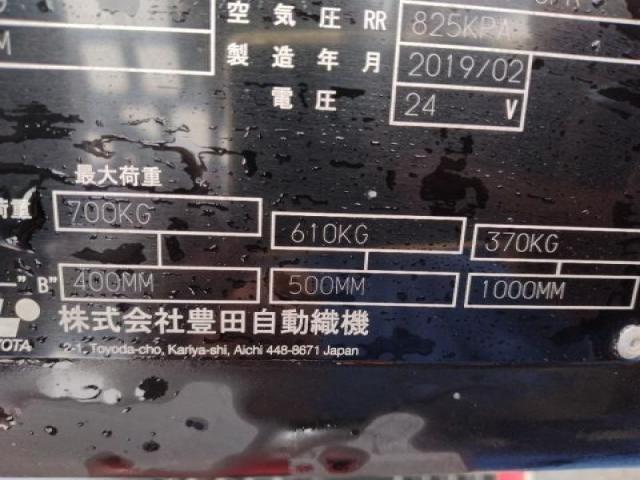 空気圧 RR 825KPA
製造年月 2019/02
電圧 24 V
最大荷重
荷重 700KG 610KG 370KG
" B" 400MM 500MM 1000MM
株式会社豊田自動織機
2-1, Toyoda-cho, Kariya-shi, Aichi 448-8671 Japan